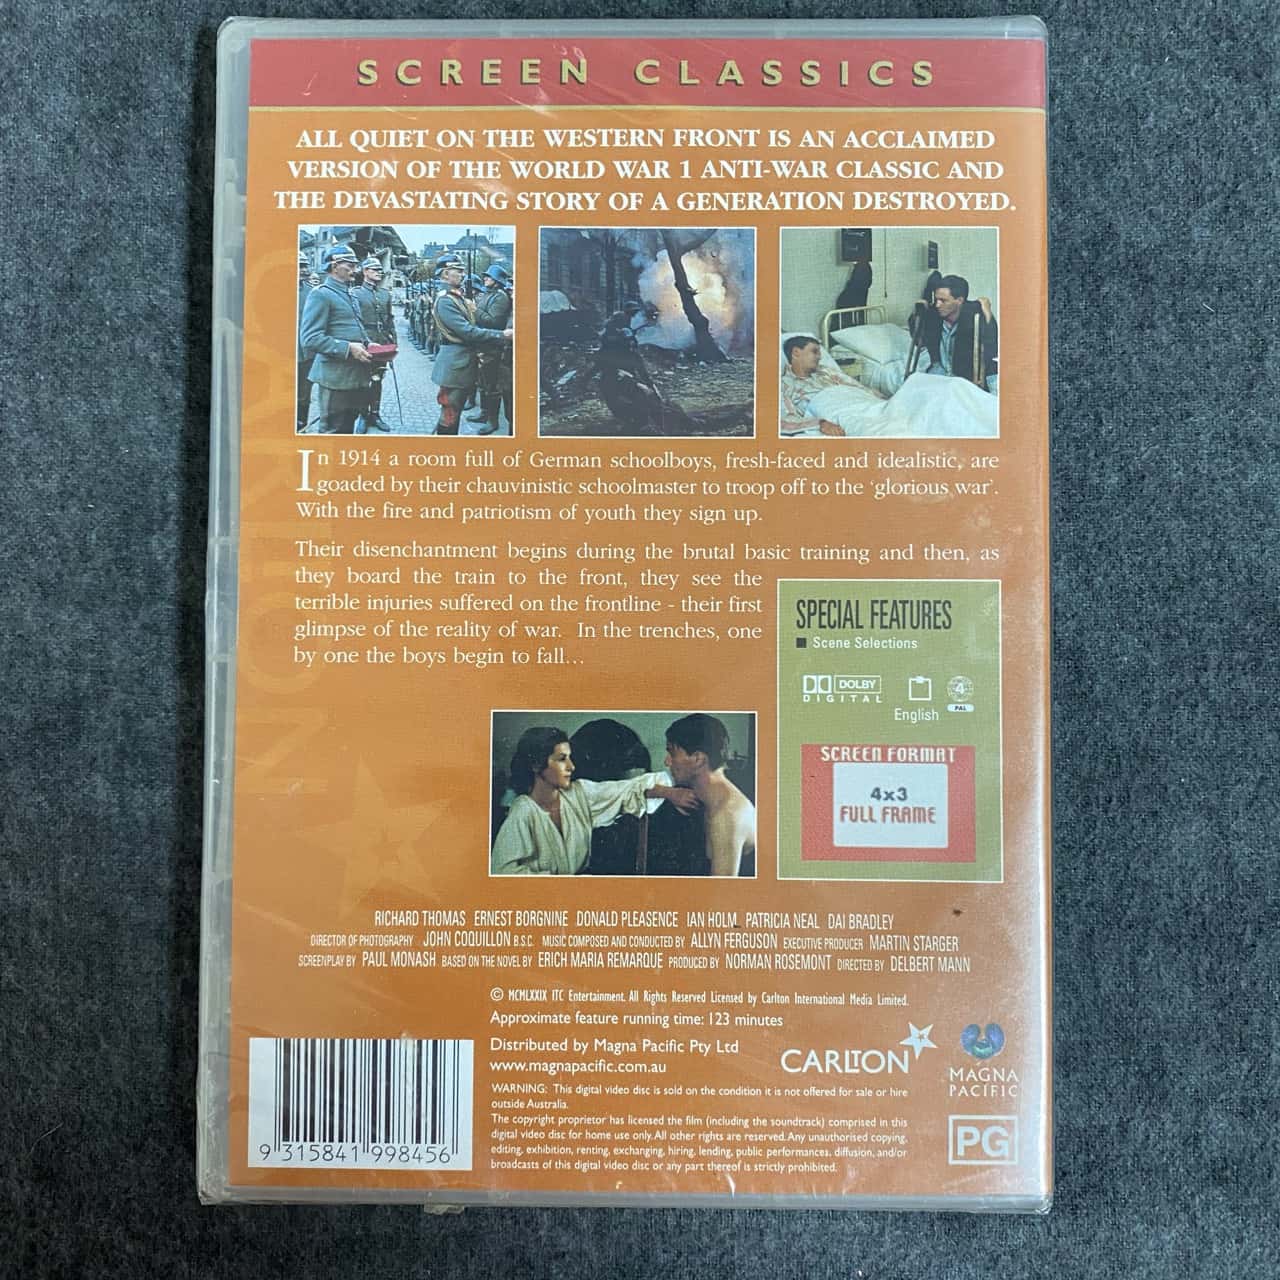 SCREEN CLASSICS
ALL QUIET ON THE WESTERN FRONT IS AN ACCLAIMED
VERSION OF THE WORLD WAR 1 ANTI-WAR CLASSIC AND
THE DEVASTATING STORY OF A GENERATION DESTROYED.
In 1914 a room full of German schoolboys, fresh-faced and idealistic, are
goaded by their chauvinistic schoolmaster to troop off to the 'glorious war'.
With the fire and patriotism of youth they sign up.
Their disenchantment begins during the brutal basic training and then, as
they board the train to the front, they see the
terrible injuries suffered on the frontline - their first
glimpse of the reality of war. In the trenches, one
by one the boys begin to fall...
SPECIAL FEATURES
Scene Selections
DOLBY
DIGITAL
English
4
PAL
SCREEN FORMAT
4x3
FULL FRAME
RICHARD THOMAS ERNEST BORGNINE DONALD PLEASENCE IAN HOLM PATRICIA NEAL DAI BRADLEY
DIRECTOR OF PHOTOGRAPHY JOHN COQUILLON B.S.C. MUSIC COMPOSED AND CONDUCTED BY ALLYN FERGUSON EXECUTIVE PRODUCER MARTIN STARGER
SCREENPLAY BY PAUL MONASH BASED ON THE NOVEL BY ERICH MARIA REMARQUE PRODUCED BY NORMAN ROSEMONT DIRECTED BY DELBERT MANN
© MCMLXXIX ITC Entertainment. All Rights Reserved Licensed by Carlton International Media Limited.
Approximate feature running time: 123 minutes
Distributed by Magna Pacific Pty Ltd
www.magnapacific.com.au
CARLTON
MAGNA
PACIFIC
WARNING: This digital video disc is sold on the condition it is not offered for sale or hire
outside Australia.
The copyright proprietor has licensed the film (including the soundtrack) comprised in this
digital video disc for home use only. All other rights are reserved. Any unauthorised copying,
editing, exhibition, renting, exchanging, hiring, lending, public performances, diffusion, and/or
broadcasts of this digital video disc or any part thereof is strictly prohibited.
PG
9 315841 998456